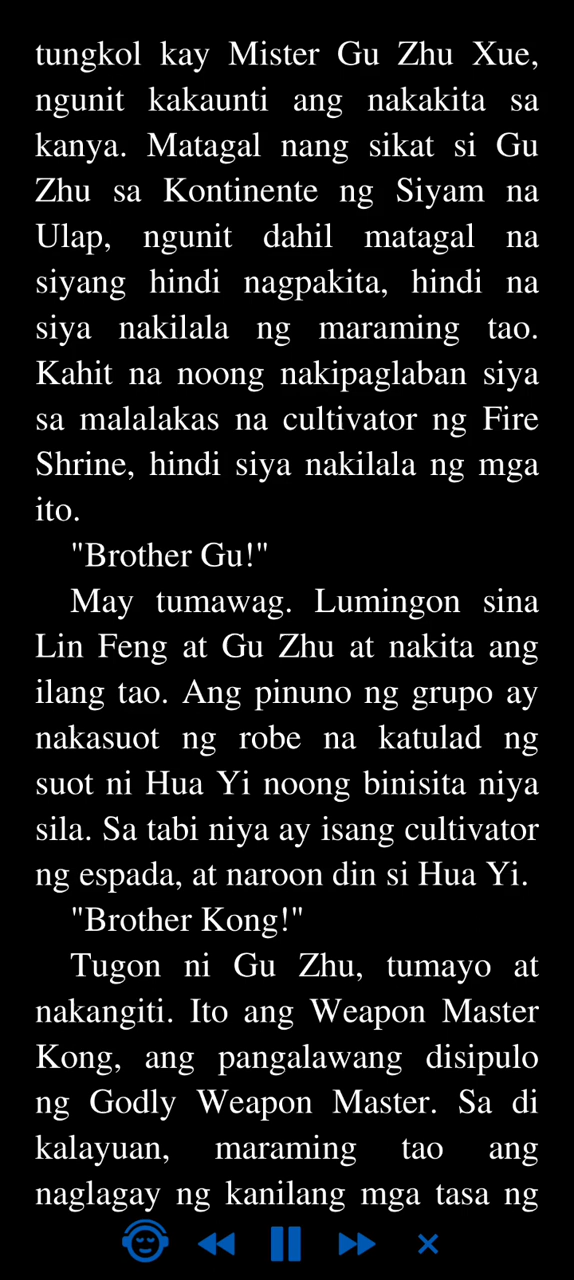 tungkol kay Mister Gu Zhu Xue,
ngunit kakaunti ang nakakita sa
kanya. Matagal nang sikat si Gu
Zhu sa Kontinente ng Siyam na
Ulap, ngunit dahil matagal na
siyang hindi nagpakita, hindi na
siya nakilala ng maraming tao.
Kahit na noong nakipaglaban siya
sa malalakas na cultivator ng Fire
Shrine, hindi siya nakilala ng mga
ito.
"Brother Gu!"
May tumawag. Lumingon sina
Lin Feng at Gu Zhu at nakita ang
ilang tao. Ang pinuno ng grupo ay
nakasuot ng robe na katulad ng
suot ni Hua Yi noong binisita niya
sila. Sa tabi niya ay isang cultivator
ng espada, at naroon din si Hua Yi.
"Brother Kong!"
Tugon ni Gu Zhu, tumayo at
nakangiti. Ito ang Weapon Master
Kong, ang pangalawang disipulo
ng Godly Weapon Master. Sa di
kalayuan, maraming tao ang
naglagay ng kanilang mga tasa ng